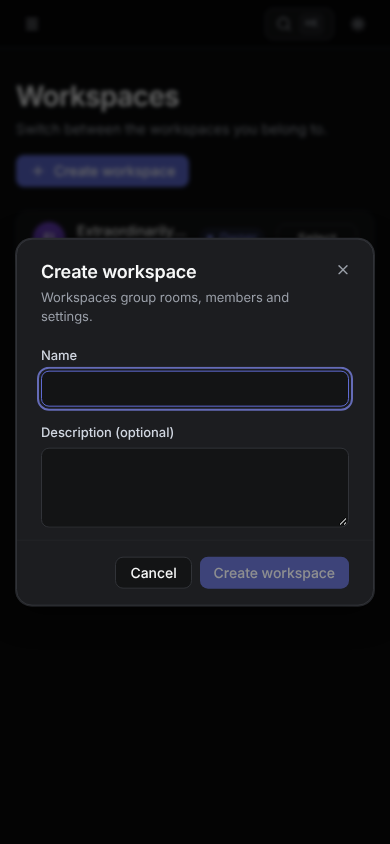 Workspaces
Switch between the workspaces you belong to.
Create workspace
Extraordinarily...
Create workspace
Workspaces group rooms, members and
settings.
Name
Description (optional)
Cancel
Create workspace